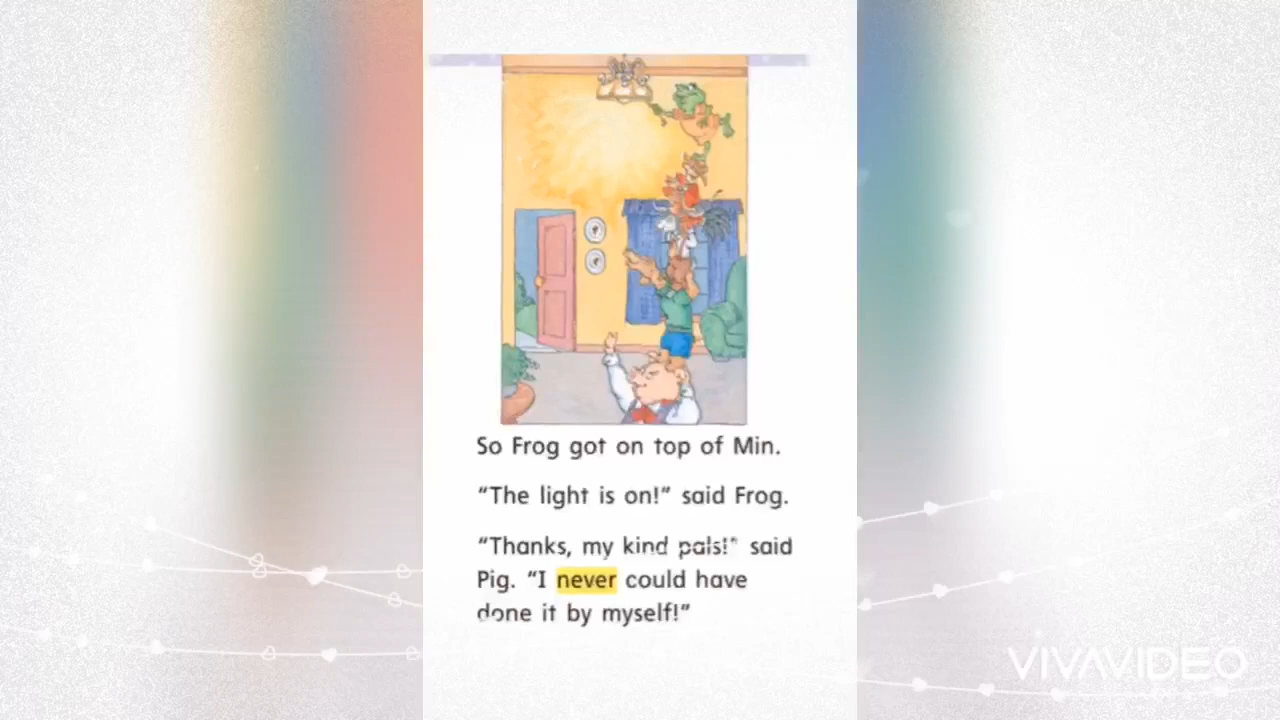 So Frog got on top of Min.
“The light is on!” said Frog.
“Thanks, my kind pals!” said
Pig. “I never could have
done it by myself!”
VIVAVIDEO